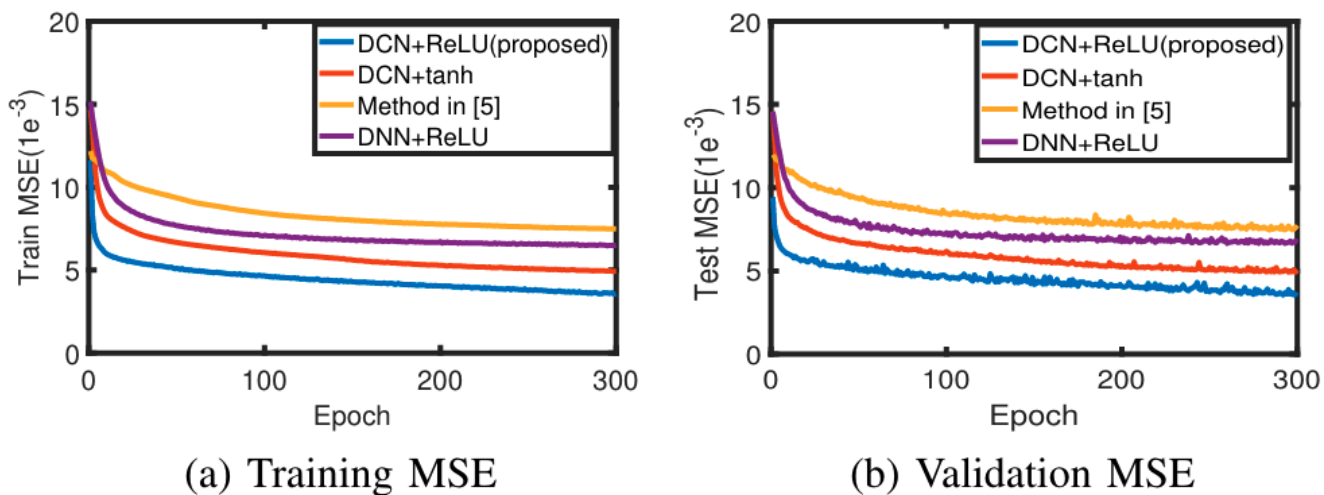 20
15
10
5
0
Train MSE(1e^-3)
DCN+ReLU(proposed)
DCN+tanh
Method in [5]
DNN+ReLU
0 100 200 300
Epoch
(a) Training MSE
20
15
10
5
0
Test MSE(1e^-3)
DCN+ReLU(proposed)
DCN+tanh
Method in [5]
DNN+ReLU
0 100 200 300
Epoch
(b) Validation MSE